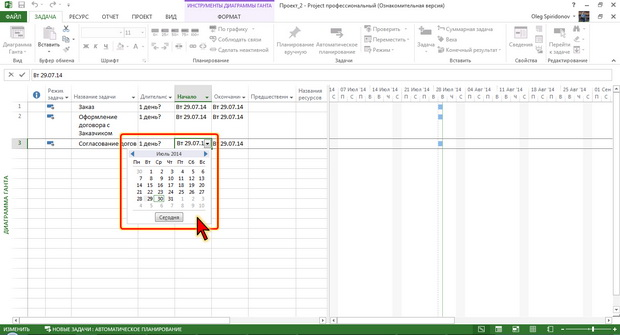 ИНСТРУМЕНТЫ ДИАГРАММЫ ГАНТА
Проект_2 - Project профессиональный (Ознакомительная версия)
ФАЙЛ ЗАДАЧА РЕСУРС ОТЧЕТ ПРОЕКТ ВИД ФОРМАТ
Oleg Spiridonov
Диаграмма Ганта
Вставить
По графику
Соблюдать связи
Сделать неактивной
Планирование вручную
Автоматическое планирование
Проверить
Переместить
Режим
Задача
Суммарная задача
Веха
Конечный результат
Сведения
Перейти к задаче
Вид
Буфер обмена
Шрифт
Планирование
Задачи
Вставить
Свойства
Редактирование
Вт 29.07.14
Режим задачи
Название задачи
Начало
Окончание
Названия ресурсов
07 Июл '14
14 Июл '14
21 Июл '14
28 Июл '14
04 Авг '14
11 Авг '14
18 Авг '14
25 Авг '14
01 Сен
1 Заказ 1 день? Вт 29.07.14 Вт 29.07.14
2 Оформление договора с Заказчиком 1 день? Вт 29.07.14 Вт 29.07.14
3 Согласование догов 1 день? Вт 29.07.1 Вт 29.07.14
Июль 2014
Пн Вт Ср Чт Пт Сб Вс
30 1 2 3 4 5 6
7 8 9 10 11 12 13
14 15 16 17 18 19 20
21 22 23 24 25 26 27
28 29 30 31 1 2 3
4 5 6 7 8 9 10
Сегодня
ДИАГРАММА ГАНТА
ИЗМЕНИТЬ
НОВЫЕ ЗАДАЧИ : АВТОМАТИЧЕСКОЕ ПЛАНИРОВАНИЕ